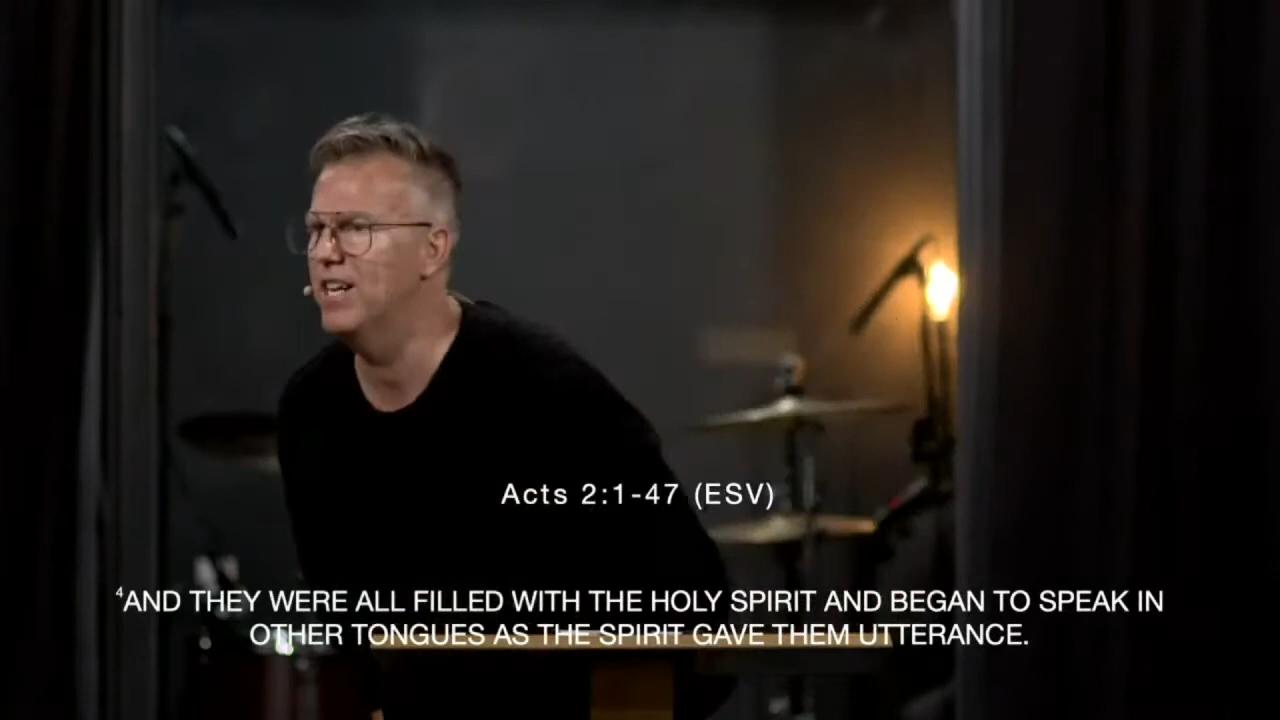 Acts 2:1-47 (ESV)
⁴AND THEY WERE ALL FILLED WITH THE HOLY SPIRIT AND BEGAN TO SPEAK IN
OTHER TONGUES AS THE SPIRIT GAVE THEM UTTERANCE.